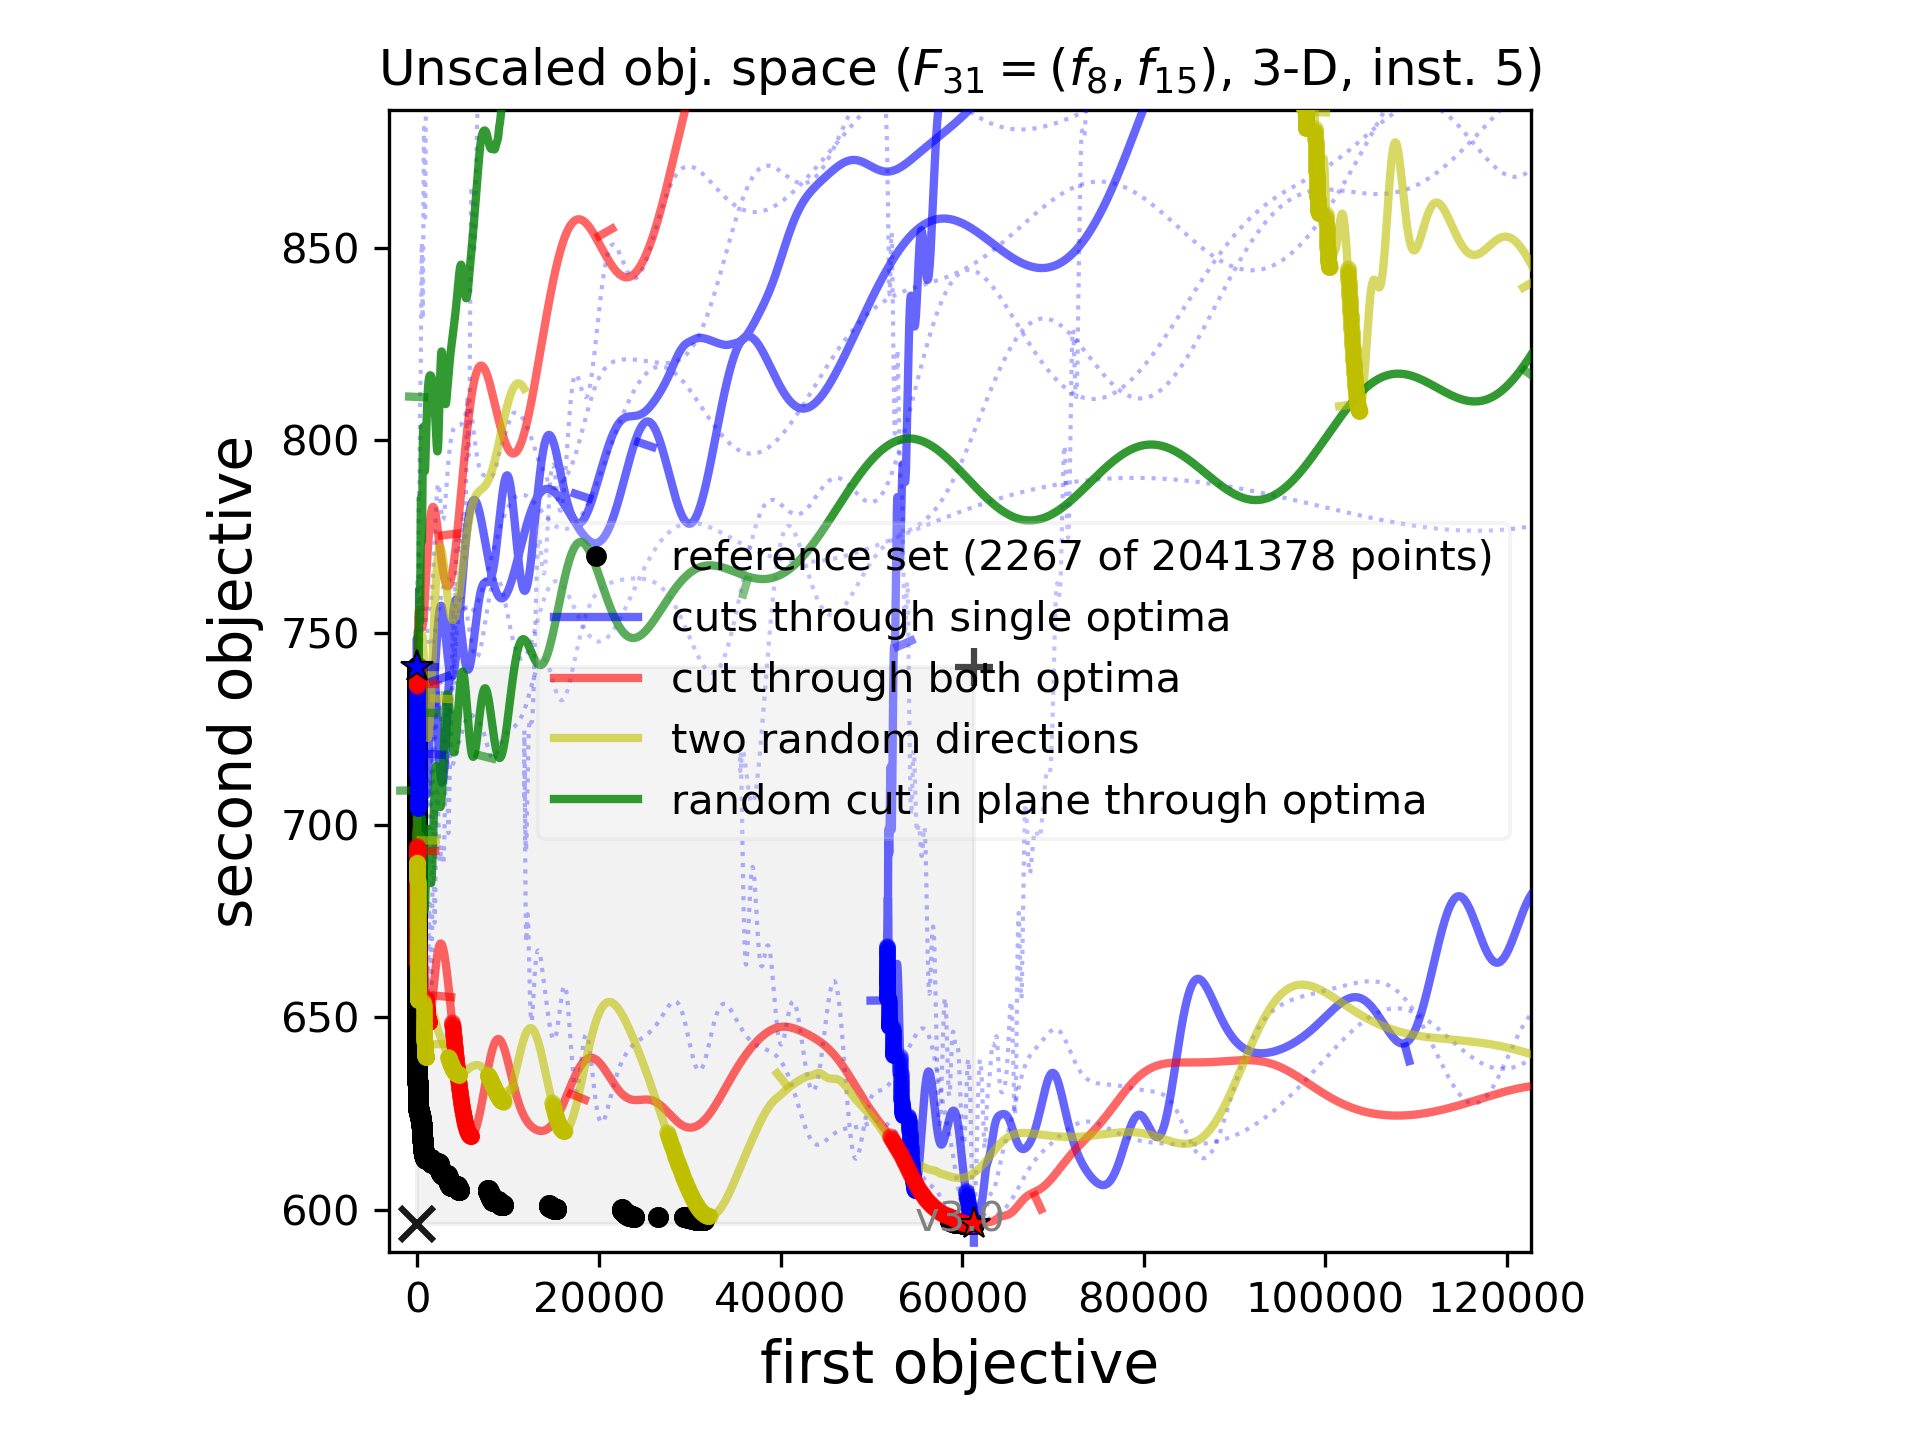 Unscaled obj. space (F31 = (f8, f15), 3-D, inst. 5)
850
800
750
700
650
600
second objective
reference set (2267 of 2041378 points)
cuts through single optima
cut through both optima
two random directions
random cut in plane through optima
v3.0
0 20000 40000 60000 80000 100000 120000
first objective